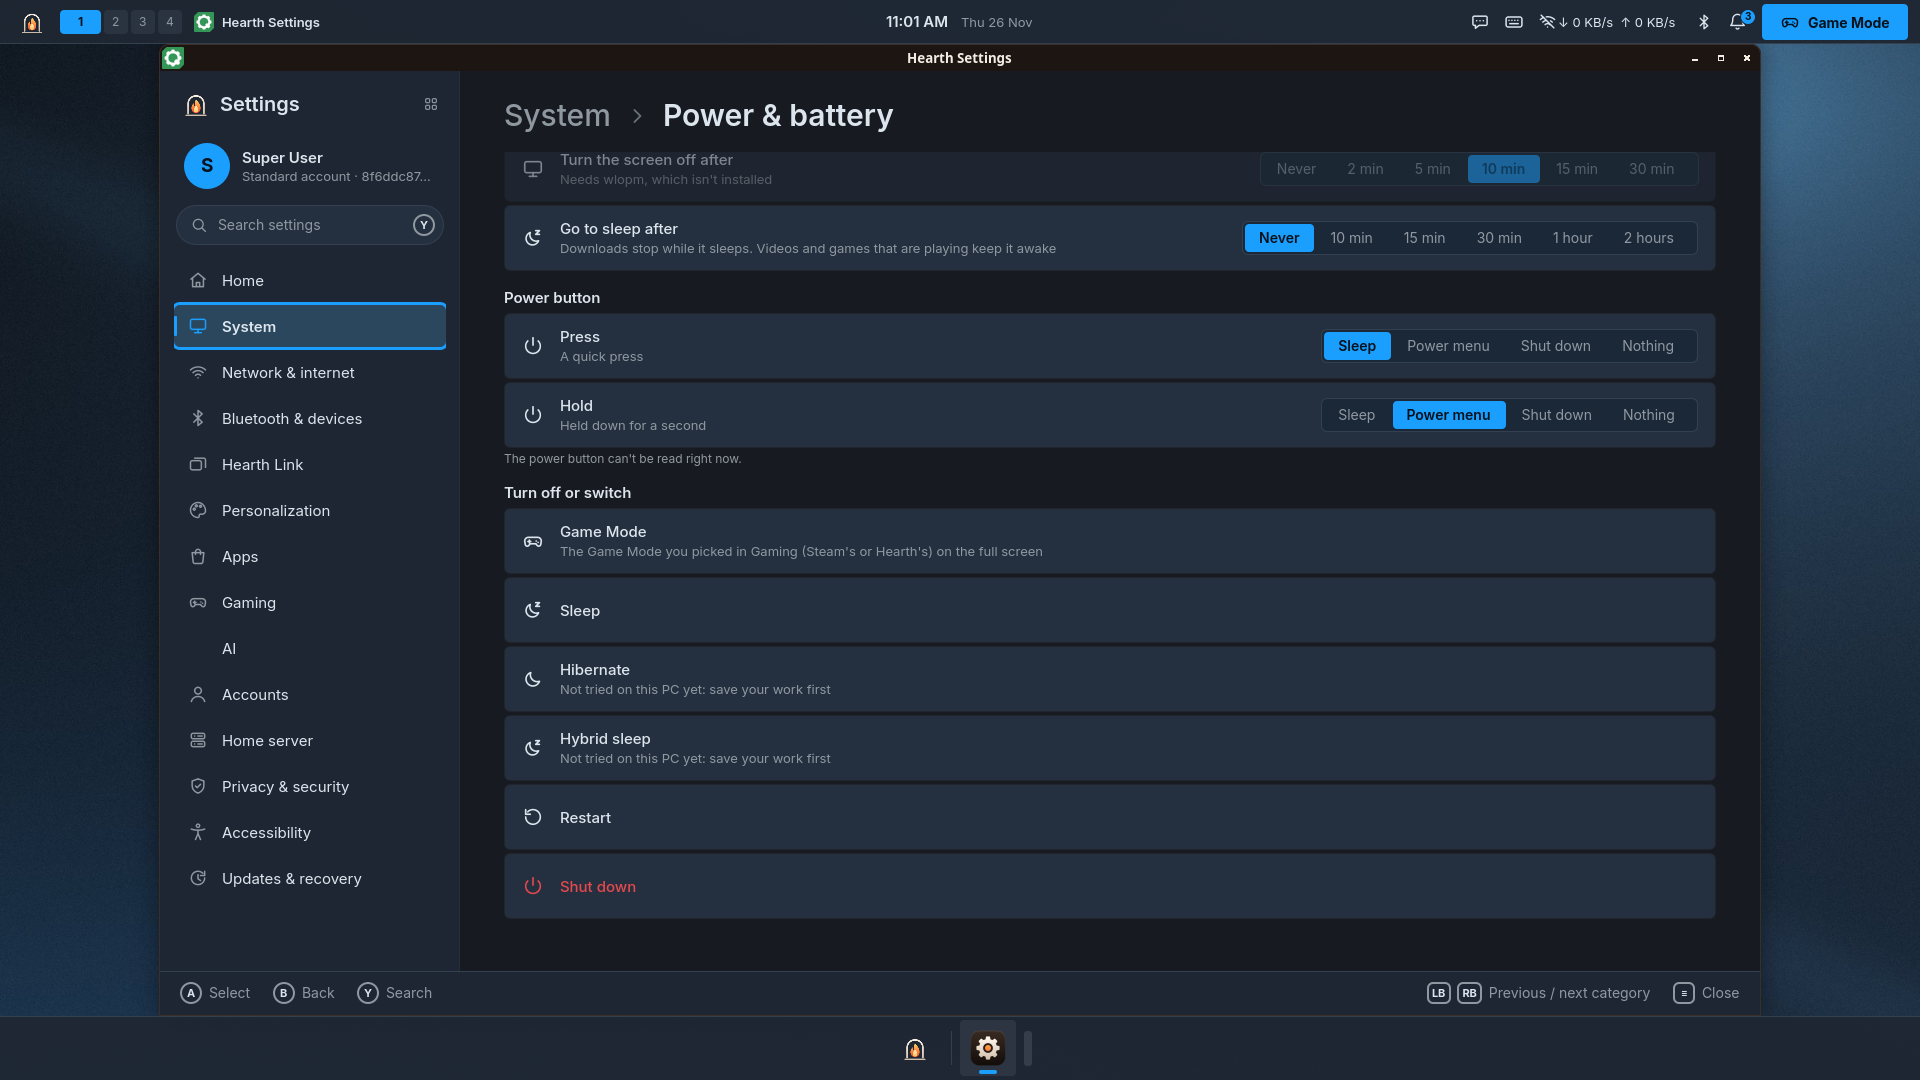 1 2 3 4 Hearth Settings 11:01 AM Thu 26 Nov 0 KB/s 0 KB/s 3 Game Mode
Hearth Settings
Settings
S Super User
Standard account · 8f6ddc87...
Search settings Y
Home
System
Network & internet
Bluetooth & devices
Hearth Link
Personalization
Apps
Gaming
AI
Accounts
Home server
Privacy & security
Accessibility
Updates & recovery
System > Power & battery
Turn the screen off after
Needs wlopm, which isn't installed
Never 2 min 5 min 10 min 15 min 30 min
Go to sleep after
Downloads stop while it sleeps. Videos and games that are playing keep it awake
Never 10 min 15 min 30 min 1 hour 2 hours
Power button
Press
A quick press
Sleep Power menu Shut down Nothing
Hold
Held down for a second
Sleep Power menu Shut down Nothing
The power button can't be read right now.
Turn off or switch
Game Mode
The Game Mode you picked in Gaming (Steam's or Hearth's) on the full screen
Sleep
Hibernate
Not tried on this PC yet: save your work first
Hybrid sleep
Not tried on this PC yet: save your work first
Restart
Shut down
A Select B Back Y Search LB RB Previous / next category Close